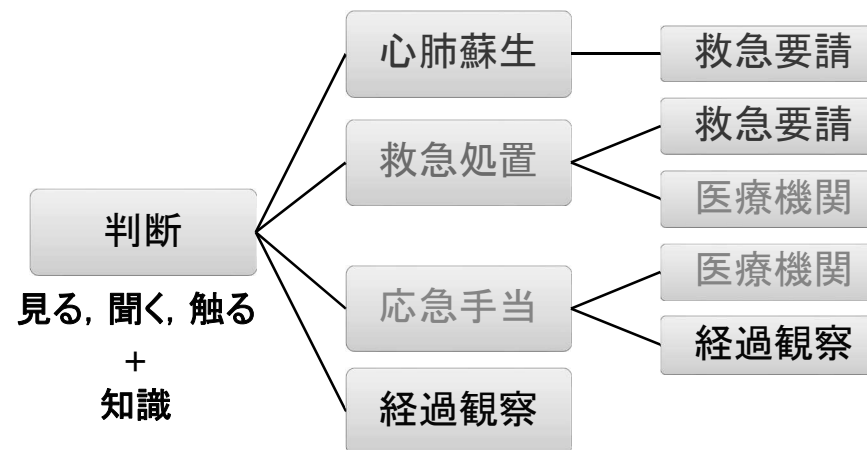 心肺蘇生
救急要請
救急要請
救急処置
医療機関
判断
医療機関
見る, 聞く, 触る
応急手当
+
経過観察
知識
経過観察